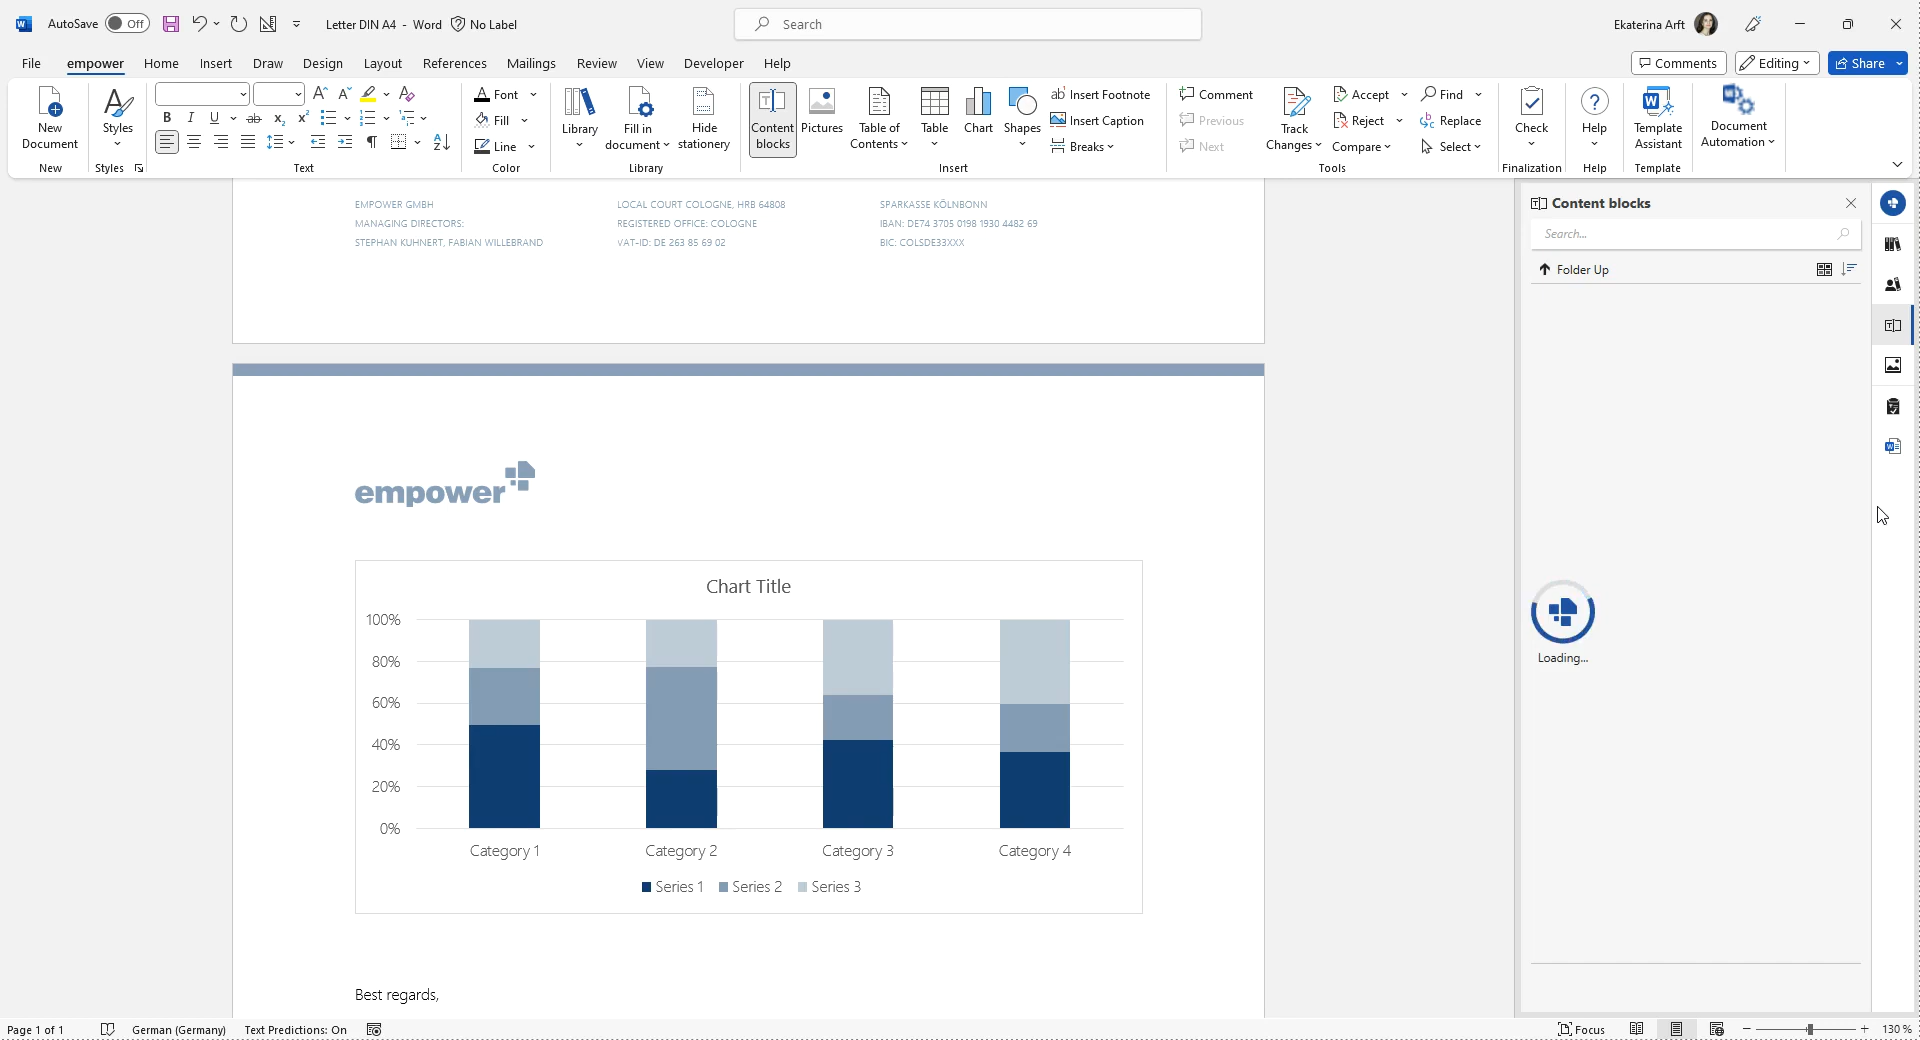 AutoSave Off Letter DIN A4 - Word No Label Search Ekaterina Arft
File empower Home Insert Draw Design Layout References Mailings Review View Developer Help Comments Editing Share
New Document
New
Styles
Styles
B I U ab x₂ x²
Text
Font
Fill
Line
Color
Library
Fill in document
Hide stationery
Library
Content blocks
Pictures
Table of Contents
Table
Chart
Shapes
ab Insert Footnote
Insert Caption
Breaks
Insert
Comment
Previous
Next
Track Changes
Accept
Reject
Compare
Find
Replace
Select
Tools
Check
Finalization
Help
Help
Template Assistant
Template
Document Automation
EMPOWER GMBH
MANAGING DIRECTORS:
STEPHAN KUHNERT, FABIAN WILLEBRAND
LOCAL COURT COLOGNE, HRB 64808
REGISTERED OFFICE: COLOGNE
VAT-ID: DE 263 85 69 02
SPARKASSE KÖLNBONN
IBAN: DE74 3705 0198 1930 4482 69
BIC: COLSDE33XXX
empower
Chart Title
100%
80%
60%
40%
20%
0%
Category 1 Category 2 Category 3 Category 4
Series 1 Series 2 Series 3
Best regards,
Content blocks
Search...
Folder Up
Loading...
Page 1 of 1 German (Germany) Text Predictions: On Focus 130 %